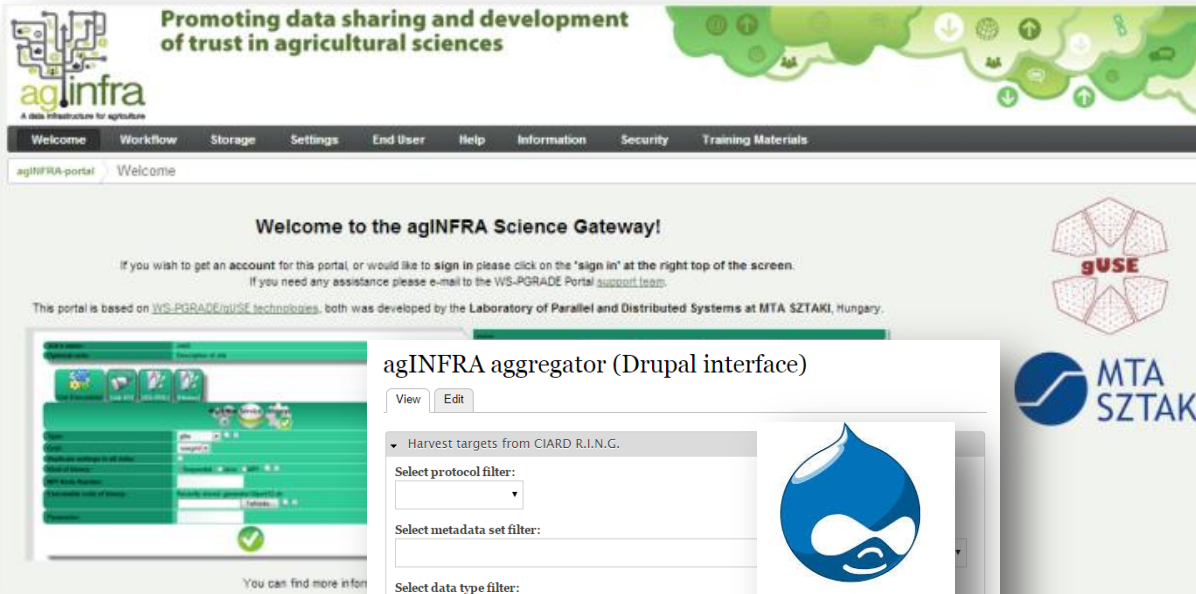 Promoting data sharing and development
of trust in agricultural sciences
aginfra
A data infrastructure for agriculture
Welcome Workflow Storage Settings End User Help Information Security Training Materials
agINFRA-portal Welcome
Welcome to the agINFRA Science Gateway!
If you wish to get an account for this portal, or would like to sign in please click on the "sign in" at the right top of the screen.
If you need any assistance please e-mail to the WS-PGRADE Portal support team.
This portal is based on WS-PGRADE/gUSE technologies, both was developed by the Laboratory of Parallel and Distributed Systems at MTA SZTAKI, Hungary.
gUSE
MTA
SZTAK
agINFRA aggregator (Drupal interface)
View Edit
Harvest targets from CIARD R.I.N.G.
Select protocol filter:
Select metadata set filter:
Select data type filter:
You can find more infor